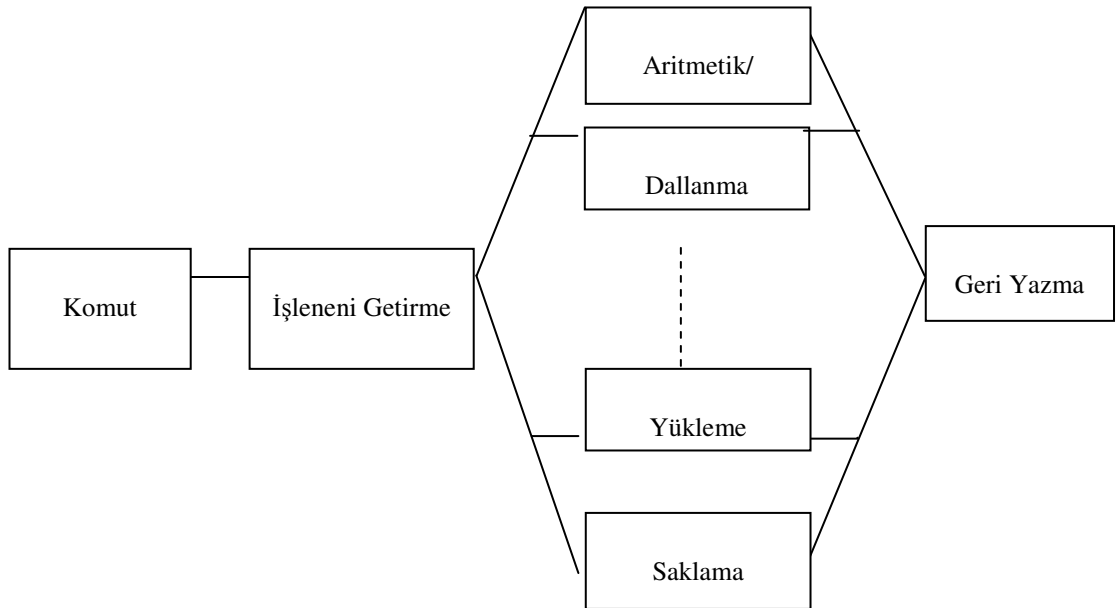 Aritmetik/
Dallanma
Komut
İşleneni Getirme
Geri Yazma
Yükleme
Saklama